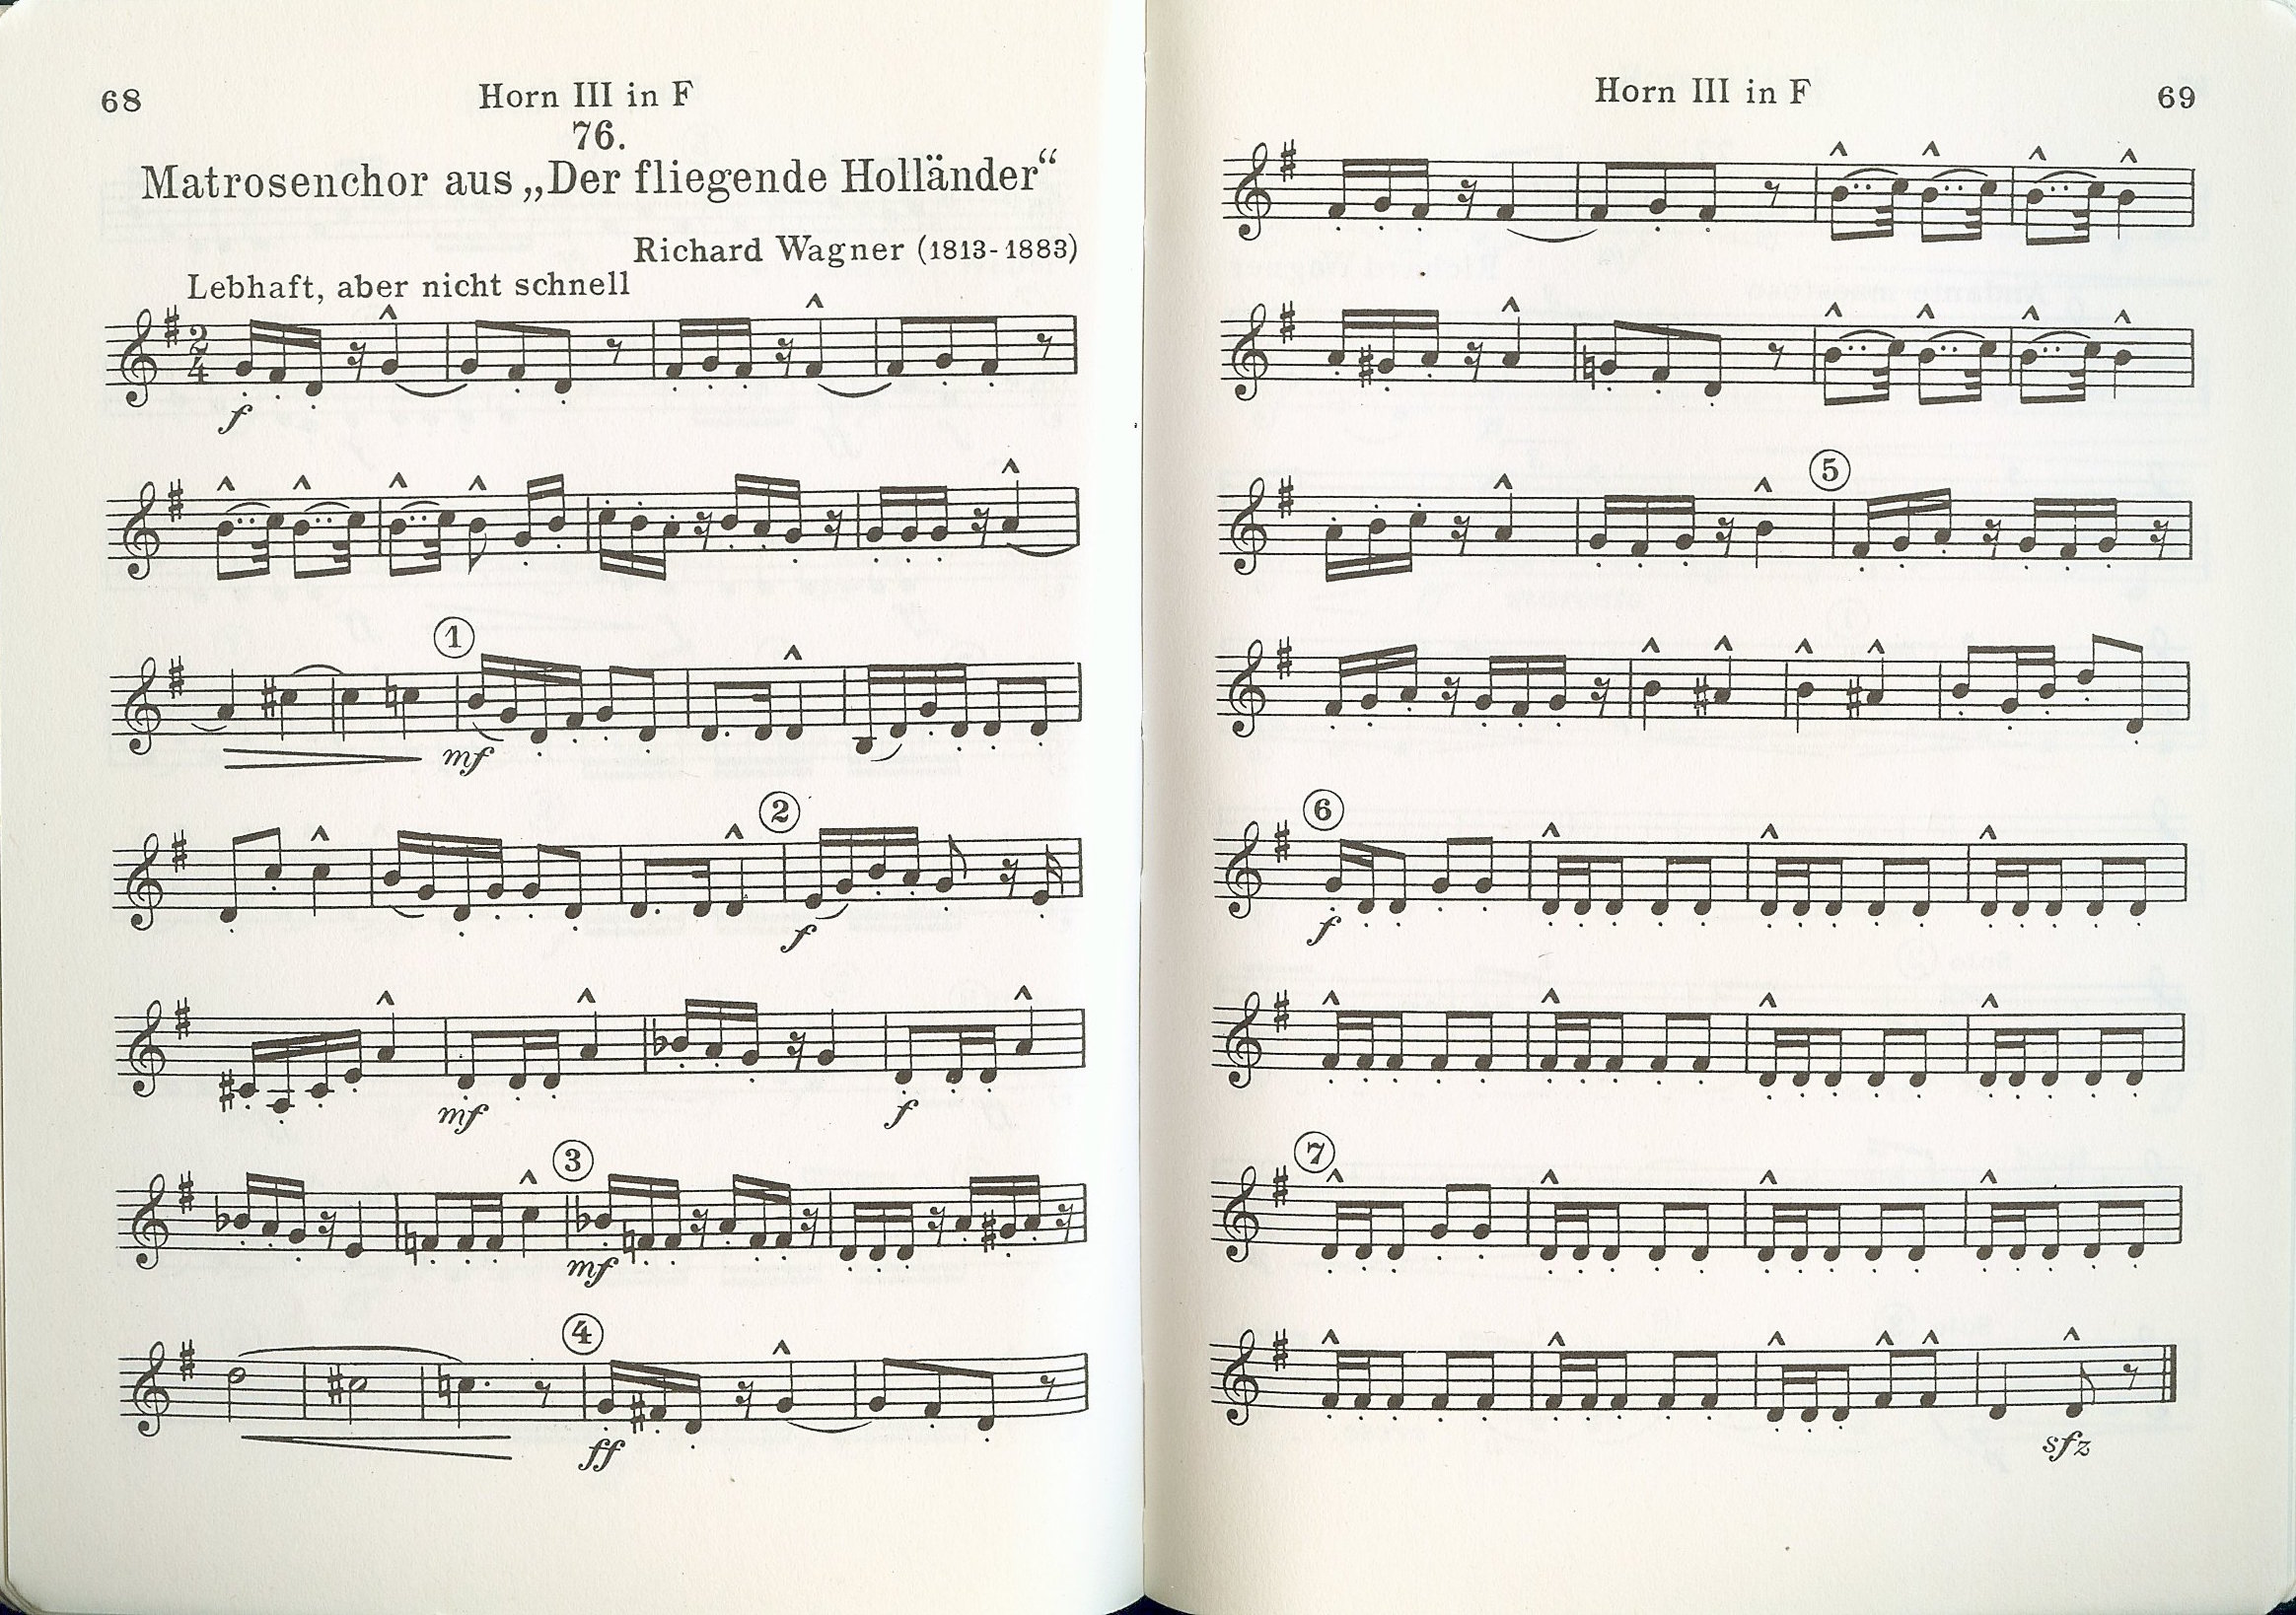 68
Horn III in F
76.
Matrosenchor aus „Der fliegende Holländer“
Richard Wagner (1813-1883)
Lebhaft, aber nicht schnell
2
4
f
1
mf
2
f
mf
f
3
mf
4
ff
Horn III in F
69
5
6
f
7
sfz